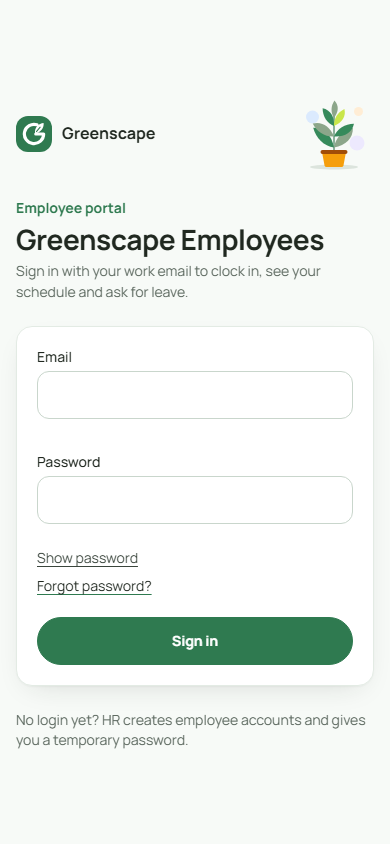 Greenscape
Employee portal
Greenscape Employees
Sign in with your work email to clock in, see your
schedule and ask for leave.
Email
Password
Show password
Forgot password?
Sign in
No login yet? HR creates employee accounts and gives
you a temporary password.